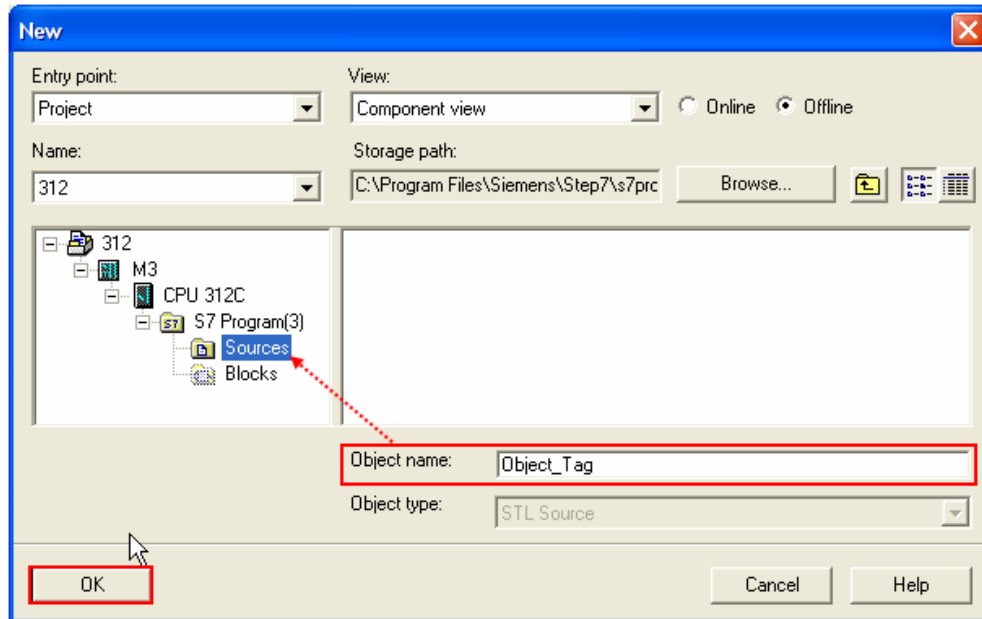 New
Entry point:
View:
Project
Component view
Online
Offline
Name:
Storage path:
312
C:\Program Files\Siemens\Step7\s7prc
Browse...
312
M3
CPU 312C
S7 Program(3)
Sources
Blocks
Object name:
Object_Tag
Object type:
STL Source
OK
Cancel
Help